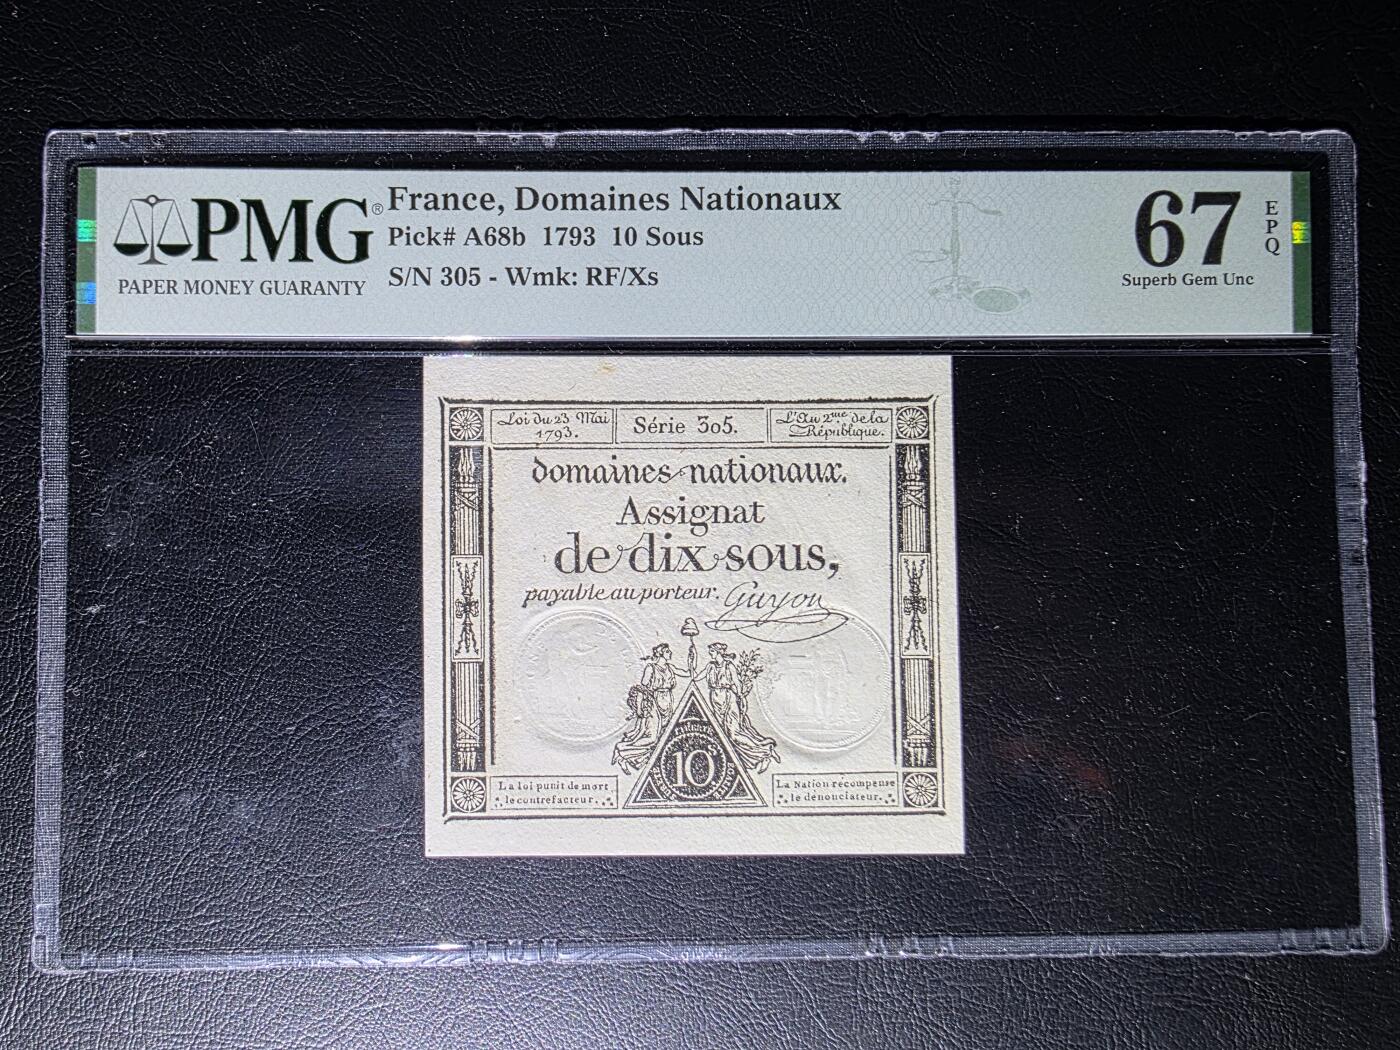 PMG®
PAPER MONEY GUARANTY
France, Domaines Nationaux
Pick# A68b 1793 10 Sous
S/N 305 - Wmk: RF/Xs
67
EPQ
Superb Gem Unc
Loi du 23 Mai
1793.
Série 305.
L'An 2me de la
République.
domaines nationaux.
Assignat
de dix sous,
payable au porteur.
Guyon
10s
La loi punit de mort
le contrefacteur.
La Nation récompense
le dénonciateur.